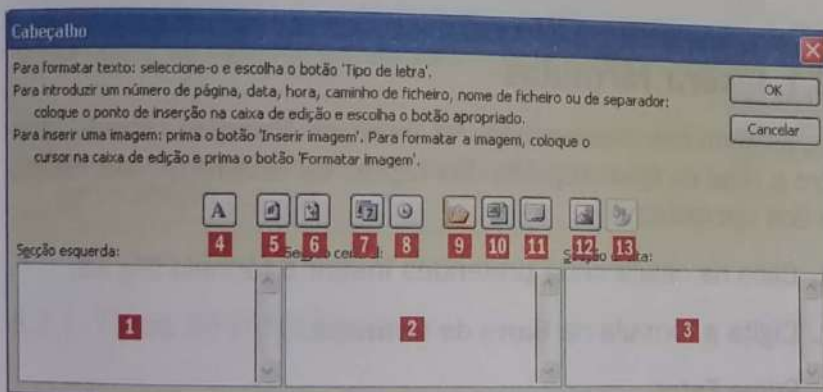 Cabeçalho
Para formatar texto: seleccione-o e escolha o botão 'Tipo de letra'.
Para introduzir um número de página, data, hora, caminho de ficheiro, nome de ficheiro ou de separador:
coloque o ponto de inserção na caixa de edição e escolha o botão apropriado.
Para inserir uma imagem: prima o botão 'Inserir imagem'. Para formatar a imagem, coloque o
cursor na caixa de edição e prima o botão 'Formatar imagem'.
OK
Cancelar
A
4 5 6 7 8 9 10 11 12 13
Secção esquerda:
1 2 3